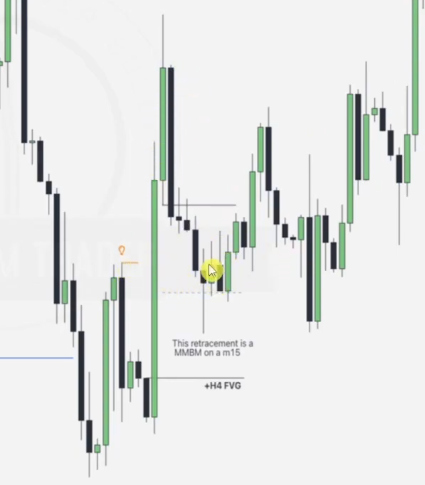 This retracement is a
MMBM on a m15
+H4 FVG